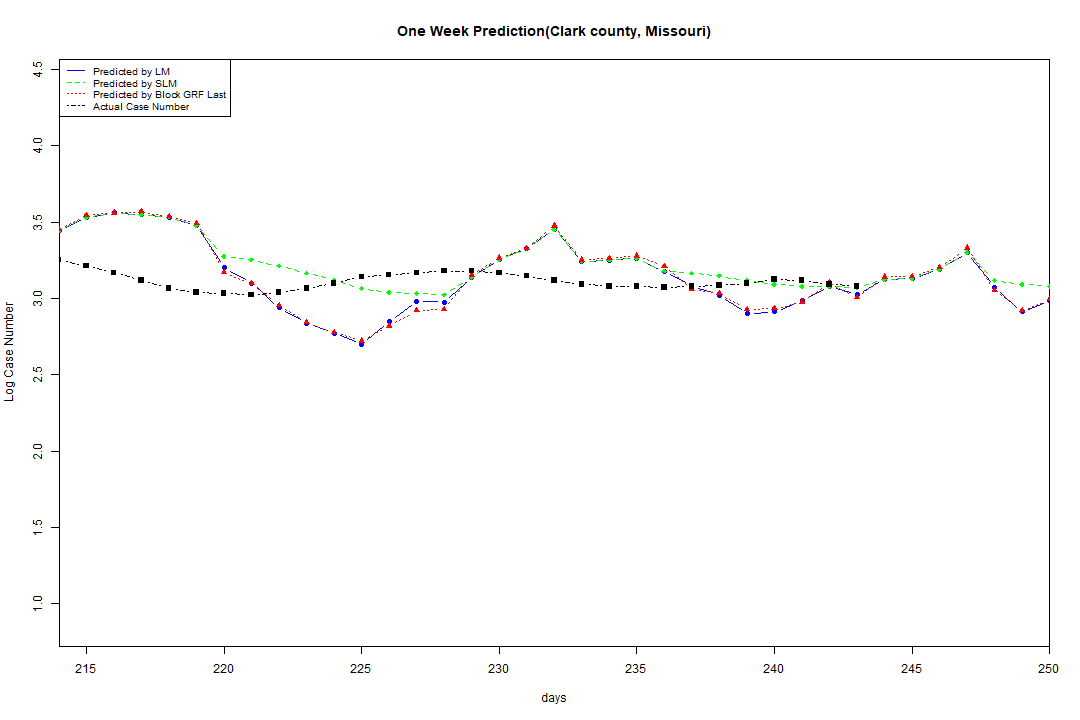 One Week Prediction(Clark county, Missouri)
Predicted by LM
Predicted by SLM
Predicted by Block GRF Last
Actual Case Number
4.5
4.0
3.5
3.0
2.5
2.0
1.5
1.0
Log Case Number
215 220 225 230 235 240 245 250
days